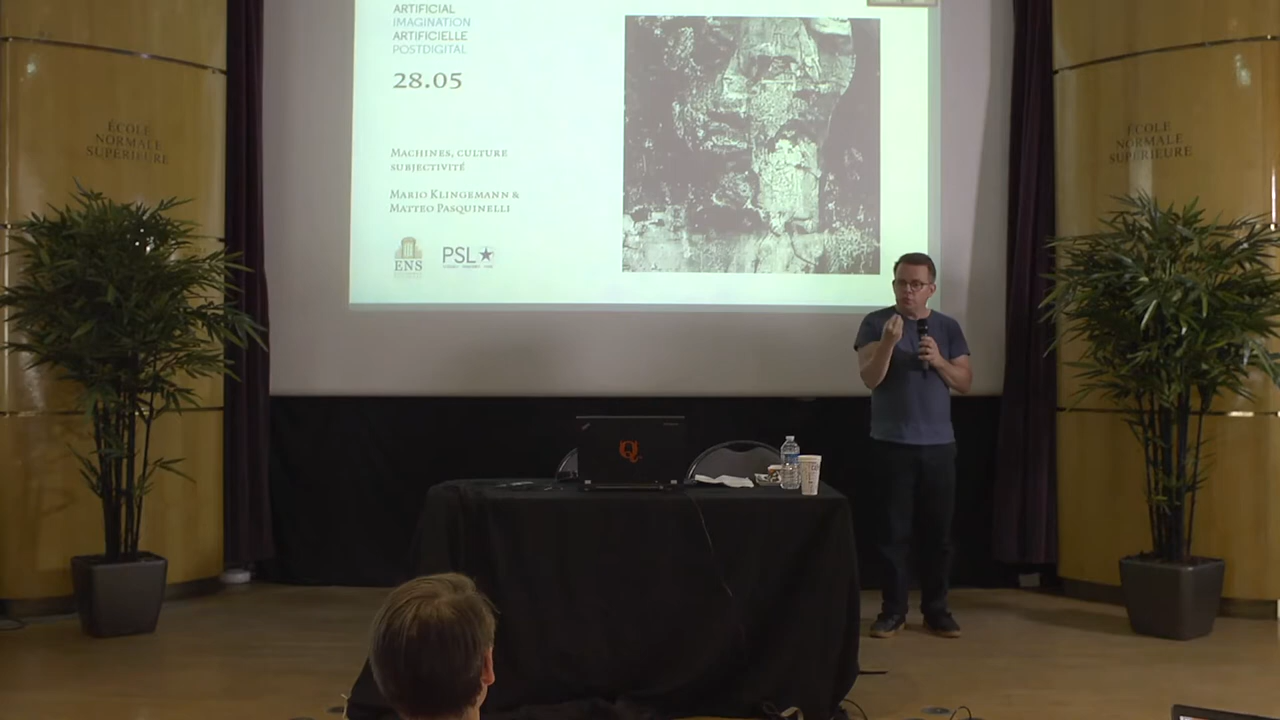 ARTIFICIAL
IMAGINATION
ARTIFICIELLE
POSTDIGITAL
28.05
MACHINES, CULTURE
SUBJECTIVITÉ
MARIO KLINGEMANN &
MATTEO PASQUINELLI
ENS
PSL
ÉCOLE
NORMALE
SUPÉRIEURE
ÉCOLE
NORMALE
SUPÉRIEURE